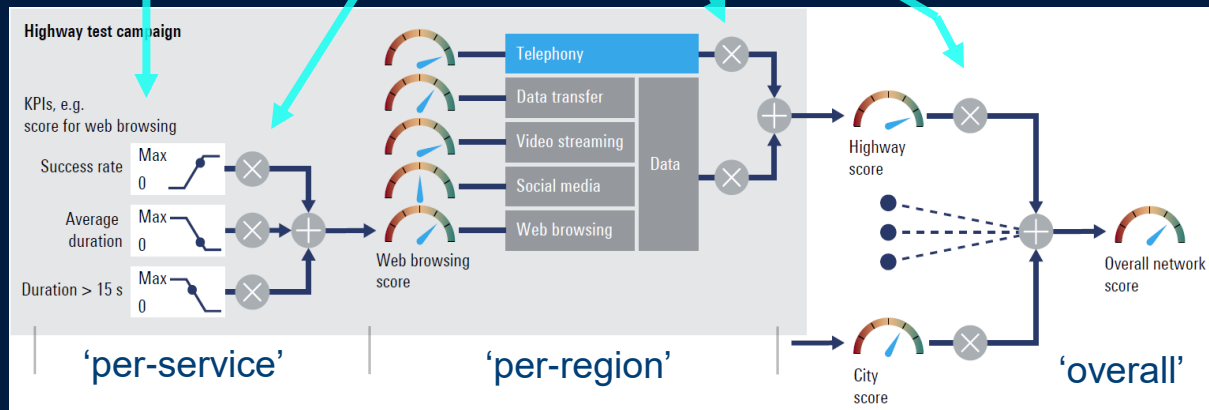 Highway test campaign
KPIs, e.g.
score for web browsing
Success rate
Max
0
Average
duration
Max
0
Duration > 15 s
Max
0
Web browsing
score
Telephony
Data transfer
Video streaming
Social media
Web browsing
Data
Highway
score
City
score
Overall network
score
'per-service'
'per-region'
'overall'